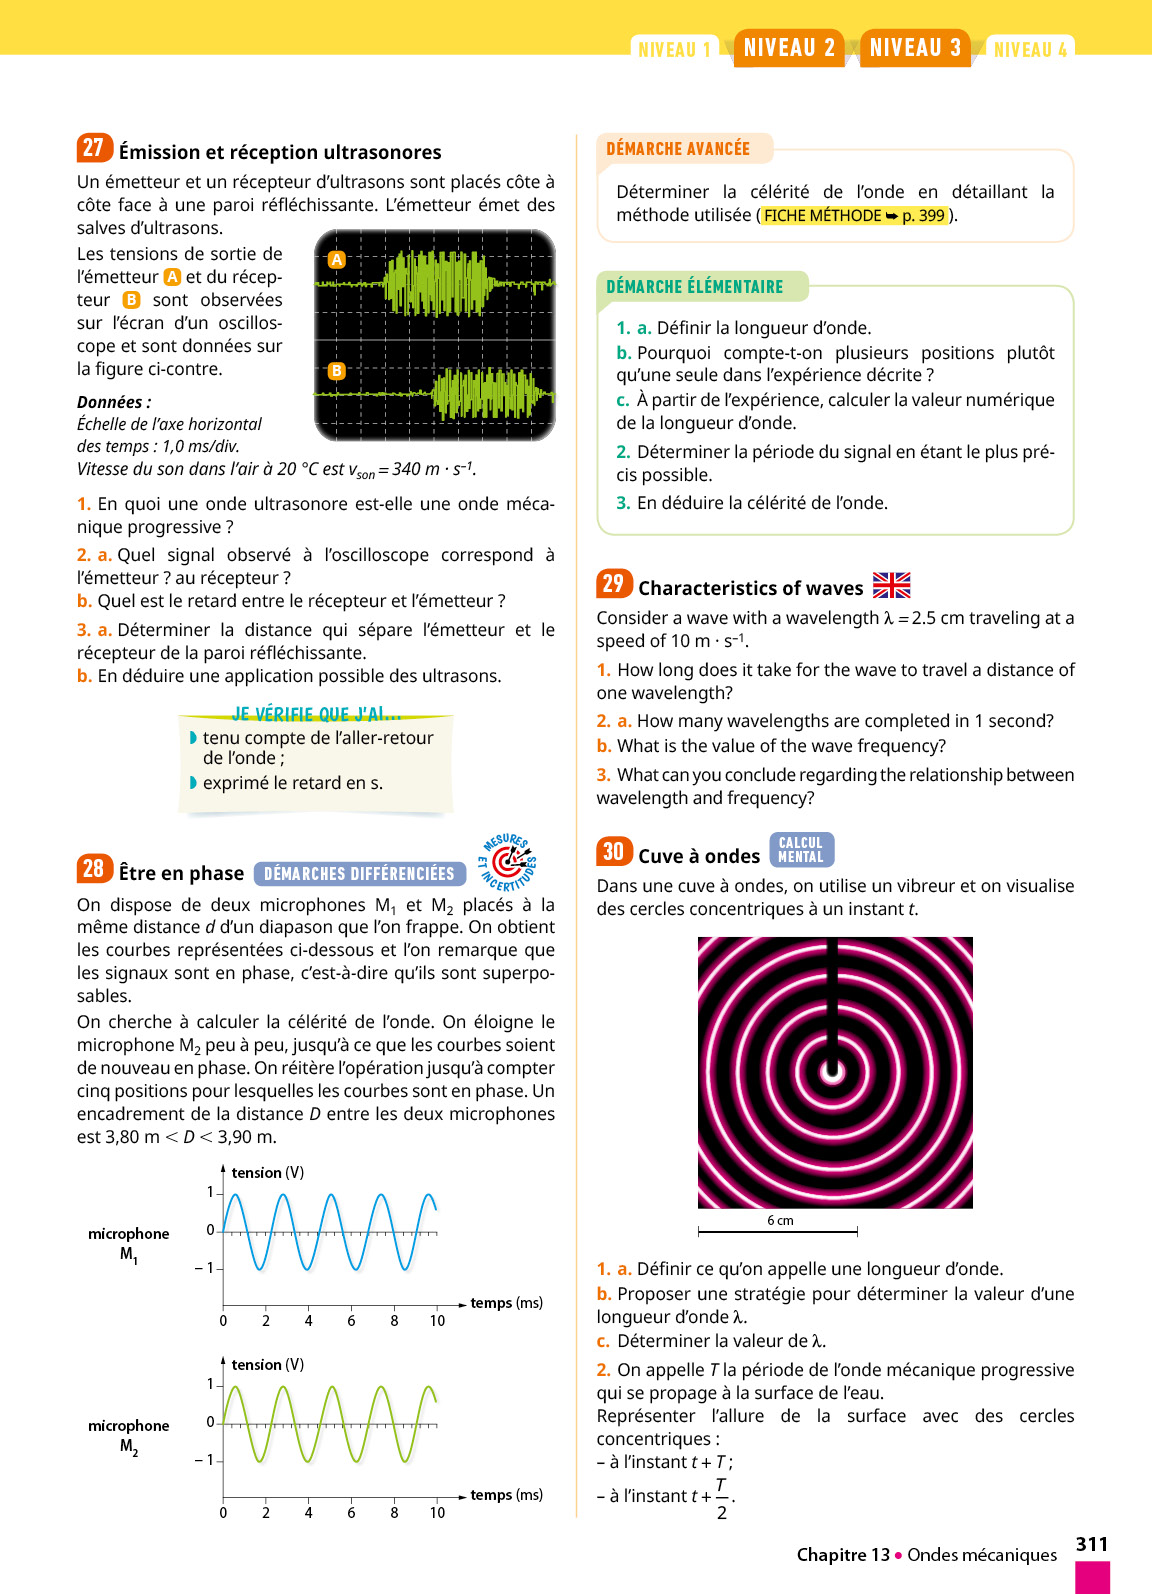 NIVEAU 1 NIVEAU 2 NIVEAU 3 NIVEAU 4
27 Émission et réception ultrasonores
Un émetteur et un récepteur d’ultrasons sont placés côte à
côte face à une paroi réfléchissante. L’émetteur émet des
salves d’ultrasons.
Les tensions de sortie de
l’émetteur A et du récep-
teur B sont observées
sur l’écran d’un oscillos-
cope et sont données sur
la figure ci-contre.
A
B
Données :
Échelle de l’axe horizontal
des temps : 1,0 ms/div.
Vitesse du son dans l’air à 20 °C est vson = 340 m · s–1.
1. En quoi une onde ultrasonore est-elle une onde méca-
nique progressive ?
2. a. Quel signal observé à l’oscilloscope correspond à
l’émetteur ? au récepteur ?
b. Quel est le retard entre le récepteur et l’émetteur ?
3. a. Déterminer la distance qui sépare l’émetteur et le
récepteur de la paroi réfléchissante.
b. En déduire une application possible des ultrasons.
JE VÉRIFIE QUE J’AI...
tenu compte de l’aller-retour
de l’onde ;
exprimé le retard en s.
28 Être en phase DÉMARCHES DIFFÉRENCIÉES
MESURES ET INCERTITUDES
On dispose de deux microphones M1 et M2 placés à la
même distance d d’un diapason que l’on frappe. On obtient
les courbes représentées ci-dessous et l’on remarque que
les signaux sont en phase, c’est-à-dire qu’ils sont superpo-
sables.
On cherche à calculer la célérité de l’onde. On éloigne le
microphone M2 peu à peu, jusqu’à ce que les courbes soient
de nouveau en phase. On réitère l’opération jusqu’à compter
cinq positions pour lesquelles les courbes sont en phase. Un
encadrement de la distance D entre les deux microphones
est 3,80 m < D < 3,90 m.
tension (V)
1
0
– 1
microphone
M1
temps (ms)
0 2 4 6 8 10
tension (V)
1
0
– 1
microphone
M2
temps (ms)
0 2 4 6 8 10
DÉMARCHE AVANCÉE
Déterminer la célérité de l’onde en détaillant la
méthode utilisée (FICHE MÉTHODE ➥ p. 399).
DÉMARCHE ÉLÉMENTAIRE
1. a. Définir la longueur d’onde.
b. Pourquoi compte-t-on plusieurs positions plutôt
qu’une seule dans l’expérience décrite ?
c. À partir de l’expérience, calculer la valeur numérique
de la longueur d’onde.
2. Déterminer la période du signal en étant le plus pré-
cis possible.
3. En déduire la célérité de l’onde.
29 Characteristics of waves
Consider a wave with a wavelength λ = 2.5 cm traveling at a
speed of 10 m · s–1.
1. How long does it take for the wave to travel a distance of
one wavelength?
2. a. How many wavelengths are completed in 1 second?
b. What is the value of the wave frequency?
3. What can you conclude regarding the relationship between
wavelength and frequency?
30 Cuve à ondes CALCUL MENTAL
Dans une cuve à ondes, on utilise un vibreur et on visualise
des cercles concentriques à un instant t.
6 cm
1. a. Définir ce qu’on appelle une longueur d’onde.
b. Proposer une stratégie pour déterminer la valeur d’une
longueur d’onde λ.
c. Déterminer la valeur de λ.
2. On appelle T la période de l’onde mécanique progressive
qui se propage à la surface de l’eau.
Représenter l’allure de la surface avec des cercles
concentriques :
– à l’instant t + T ;
– à l’instant t + T/2.
Chapitre 13 • Ondes mécaniques
311